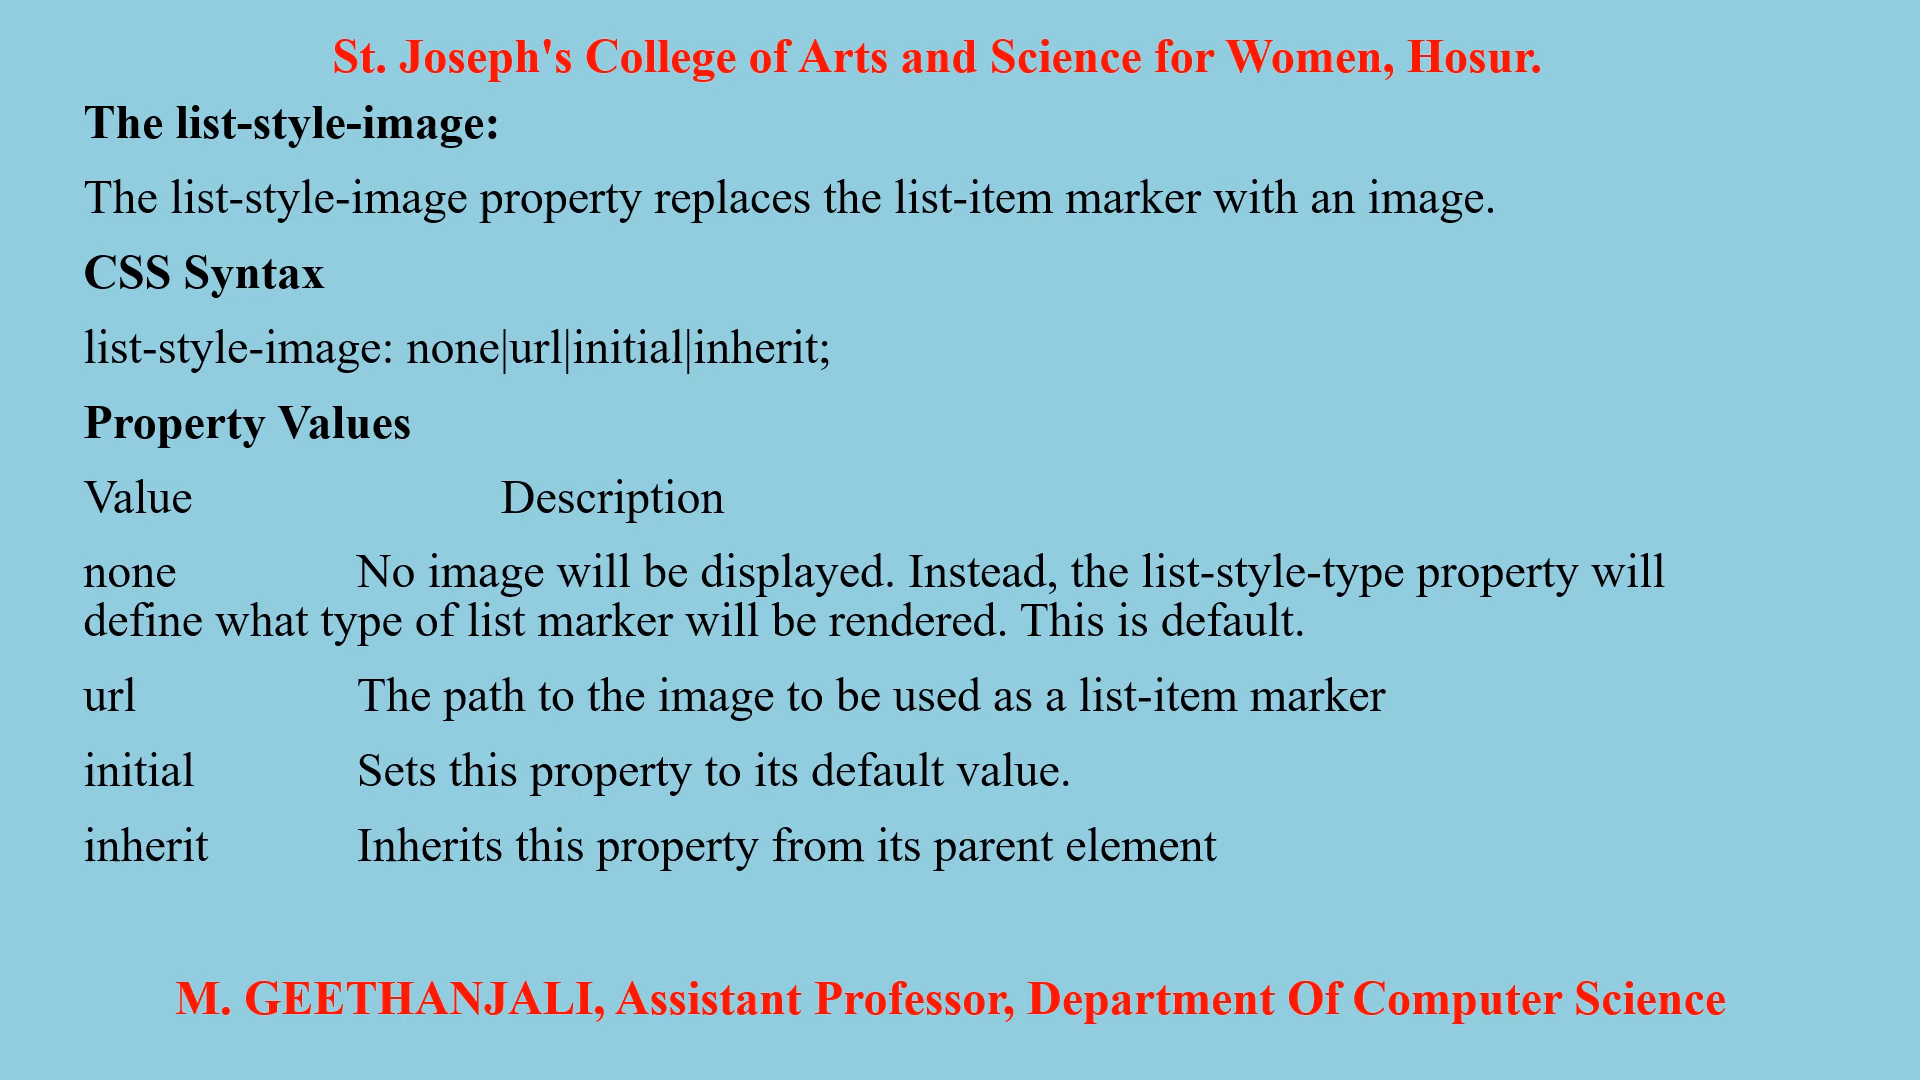 St. Joseph's College of Arts and Science for Women, Hosur.
The list-style-image:
The list-style-image property replaces the list-item marker with an image.
CSS Syntax
list-style-image: none|url|initial|inherit;
Property Values
Value Description
none No image will be displayed. Instead, the list-style-type property will
define what type of list marker will be rendered. This is default.
url The path to the image to be used as a list-item marker
initial Sets this property to its default value.
inherit Inherits this property from its parent element
M. GEETHANJALI, Assistant Professor, Department Of Computer Science